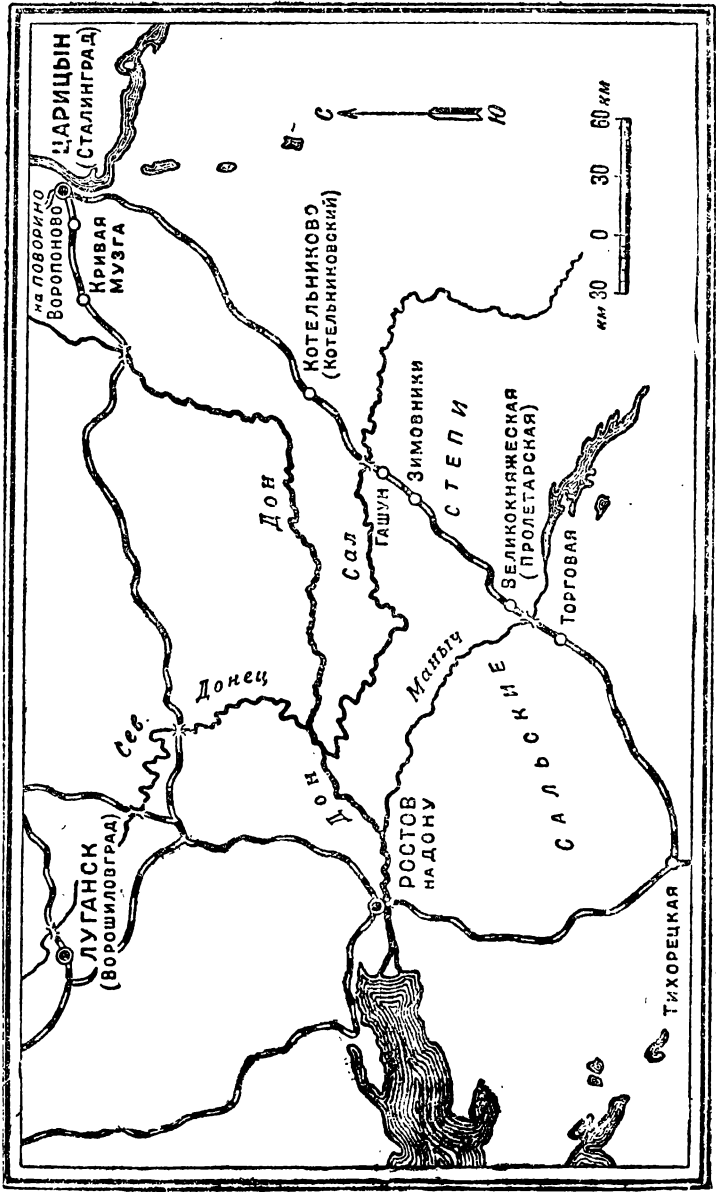 ЦАРИЦЫН
(СТАЛИНГРАД)
на ПОВОРИНО
ВОРОПОНОВО
КРИВАЯ
МУЗГА
С
Ю
КОТЕЛЬНИКОВО
(КОТЕЛЬНИКОВСКИЙ)
км 30 0 30 60 км
Дон
Сал
ГАШУН
ЗИМОВНИКИ
СТЕПИ
ВЕЛИКОКНЯЖЕСКАЯ
(ПРОЛЕТАРСКАЯ)
ТОРГОВАЯ
Сев.
Донец
Маныч
САЛЬСКИЕ
Дон
ЛУГАНСК
(ВОРОШИЛОВГРАД)
РОСТОВ
НА ДОНУ
ТИХОРЕЦКАЯ